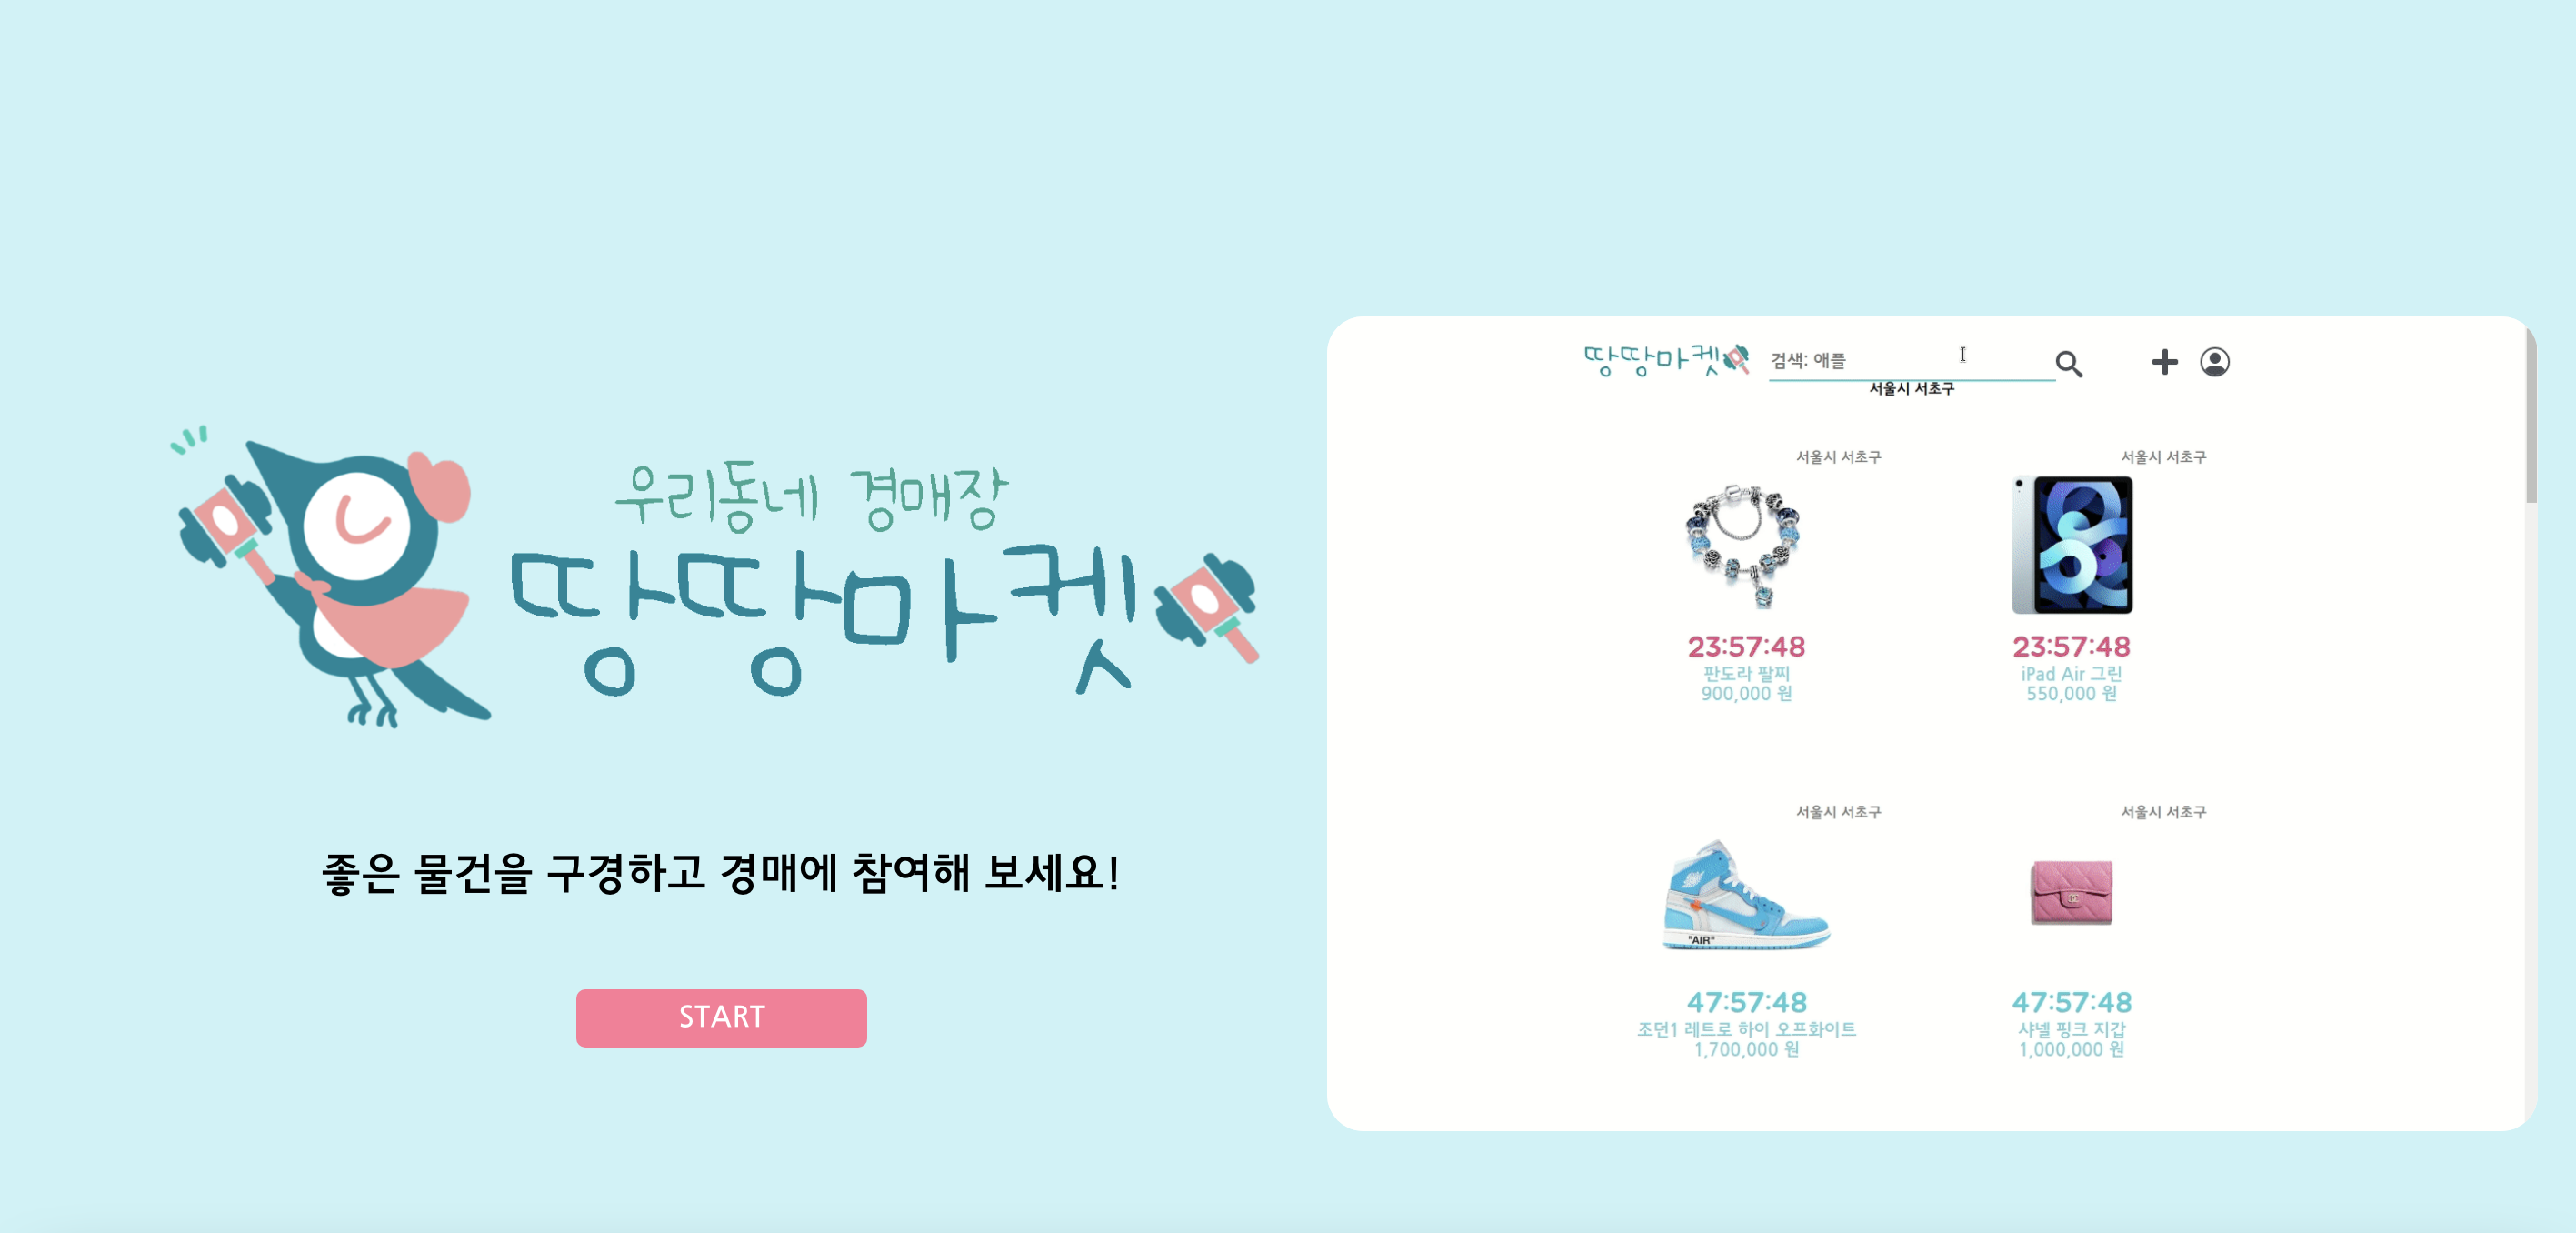 우리동네 경매장
땅땅마켓
좋은 물건을 구경하고 경매에 참여해 보세요!
START
땅땅마켓
검색: 애플
서울시 서초구
서울시 서초구
서울시 서초구
23:57:48
23:57:48
판도라 팔찌
iPad Air 그린
900,000 원
550,000 원
서울시 서초구
서울시 서초구
"AIR"
47:57:48
47:57:48
조던1 레트로 하이 오프화이트
샤넬 핑크 지갑
1,700,000 원
1,000,000 원